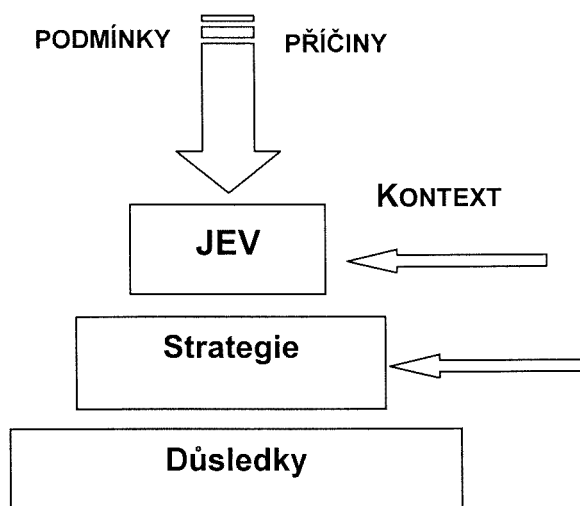 PODMÍNKY PŘÍČINY
KONTEXT
JEV
Strategie
Důsledky